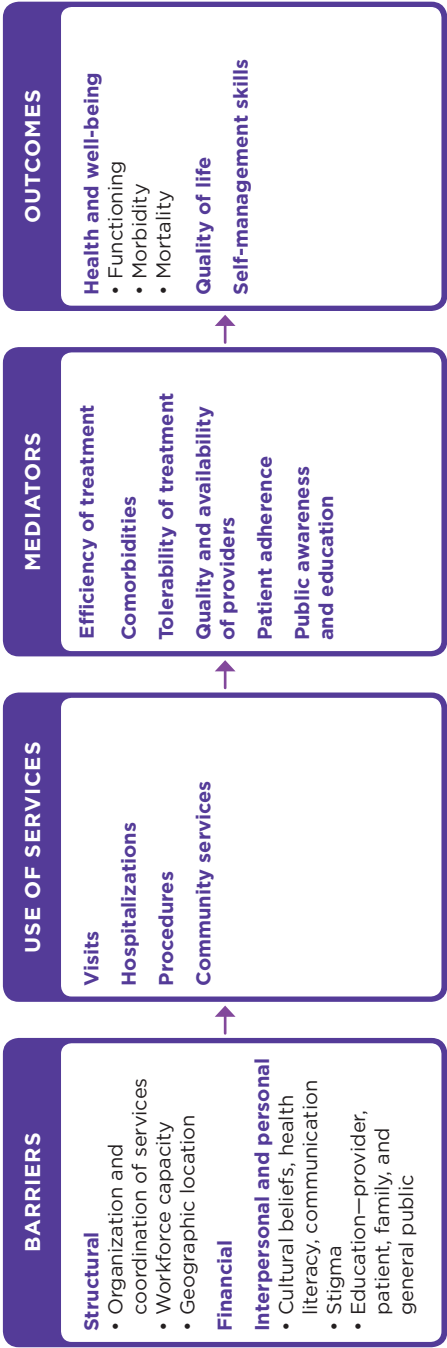 BARRIERS
Structural
• Organization and
coordination of services
• Workforce capacity
• Geographic location
Financial
Interpersonal and personal
• Cultural beliefs, health
literacy, communication
• Stigma
• Education—provider,
patient, family, and
general public
USE OF SERVICES
Visits
Hospitalizations
Procedures
Community services
MEDIATORS
Efficiency of treatment
Comorbidities
Tolerability of treatment
Quality and availability
of providers
Patient adherence
Public awareness
and education
OUTCOMES
Health and well-being
• Functioning
• Morbidity
• Mortality
Quality of life
Self-management skills